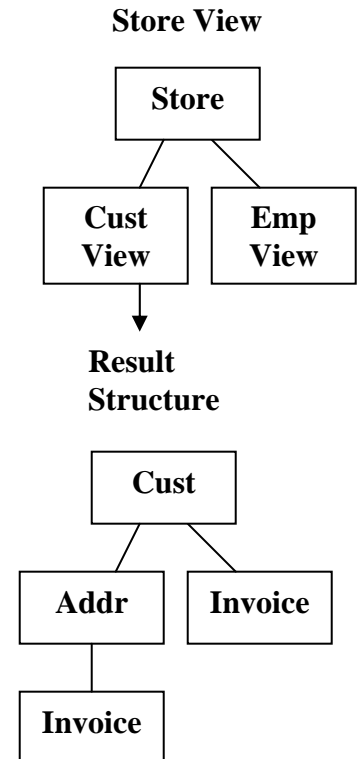 Store View
Store
Cust
View
Emp
View
Result
Structure
Cust
Addr
Invoice
Invoice